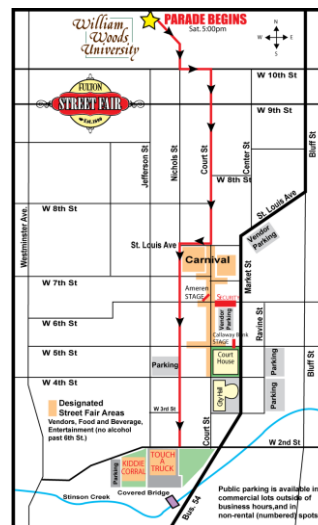 William
Woods
University
PARADE BEGINS
Sat. 5:00pm
N
W
E
S
FULTON
STREET FAIR
W 10th St
W 9th St
Jefferson St
Nichols St
Court St
Center St
Bluff St
W 8th St
W 8th St
Westminster Ave.
St. Louis Ave
Vendor
Parking
St. Louis Ave
Carnival
W 7th St
Ameren
STAGE
SECURITY
Market St
W 6th St
Vendor
Parking
Ravine St
Callaway Bank
STAGE
W 5th St
Court
House
Parking
Parking
Bluff St
W 4th St
City Hall
Parking
Designated
Street Fair Areas
Vendors, Food and Beverage,
Entertainment (no alcohol
past 6th St.)
W 3rd St
Court St
W 2nd St
Parking
KIDDIE
CORRAL
TOUCH
A
TRUCK
Stinson Creek
Covered Bridge
Bus. 54
Public parking is available in
commercial lots outside of
business hours,and in
non-rental (numbered) spots